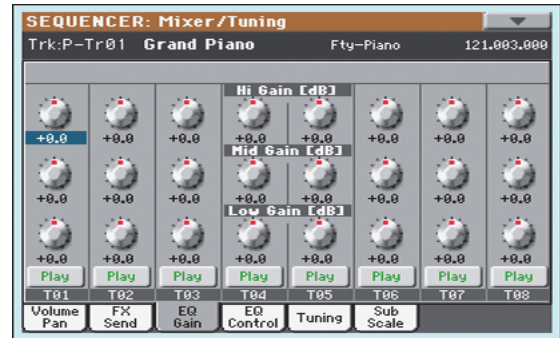 SEQUENCER: Mixer/Tuning
Trk:P-Tr01 Grand Piano Fty-Piano 121.003.000
Hi Gain [dB]
+0.0 +0.0 +0.0 +0.0 +0.0 +0.0 +0.0 +0.0
Mid Gain [dB]
+0.0 +0.0 +0.0 +0.0 +0.0 +0.0 +0.0 +0.0
Low Gain [dB]
+0.0 +0.0 +0.0 +0.0 +0.0 +0.0 +0.0 +0.0
Play Play Play Play Play Play Play Play
T01 T02 T03 T04 T05 T06 T07 T08
Volume Pan FX Send EQ Gain EQ Control Tuning Sub Scale